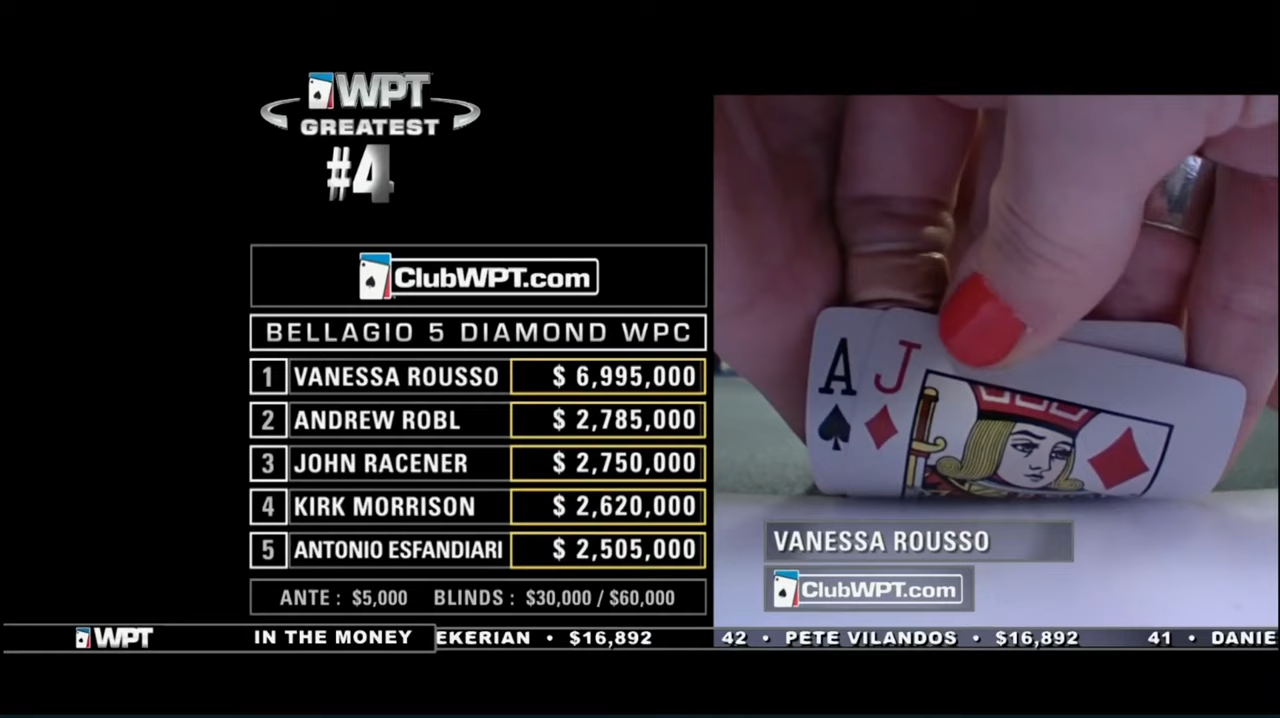 WPT
GREATEST
#4
ClubWPT.com
BELLAGIO 5 DIAMOND WPC
1 VANESSA ROUSSO $ 6,995,000
2 ANDREW ROBL $ 2,785,000
3 JOHN RACENER $ 2,750,000
4 KIRK MORRISON $ 2,620,000
5 ANTONIO ESFANDIARI $ 2,505,000
ANTE : $5,000 BLINDS : $30,000 / $60,000
A J
VANESSA ROUSSO
ClubWPT.com
WPT IN THE MONEY EKERIAN • $16,892 42 • PETE VILANDOS • $16,892 41 • DANIE